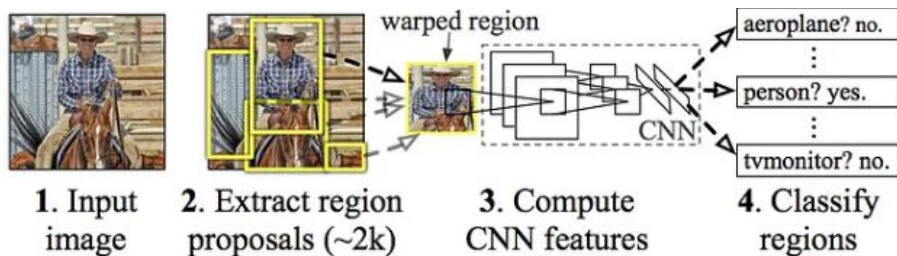 warped region
aeroplane? no.
⋮
person? yes.
CNN
⋮
tvmonitor? no.
1. Input
image
2. Extract region
proposals (~2k)
3. Compute
CNN features
4. Classify
regions